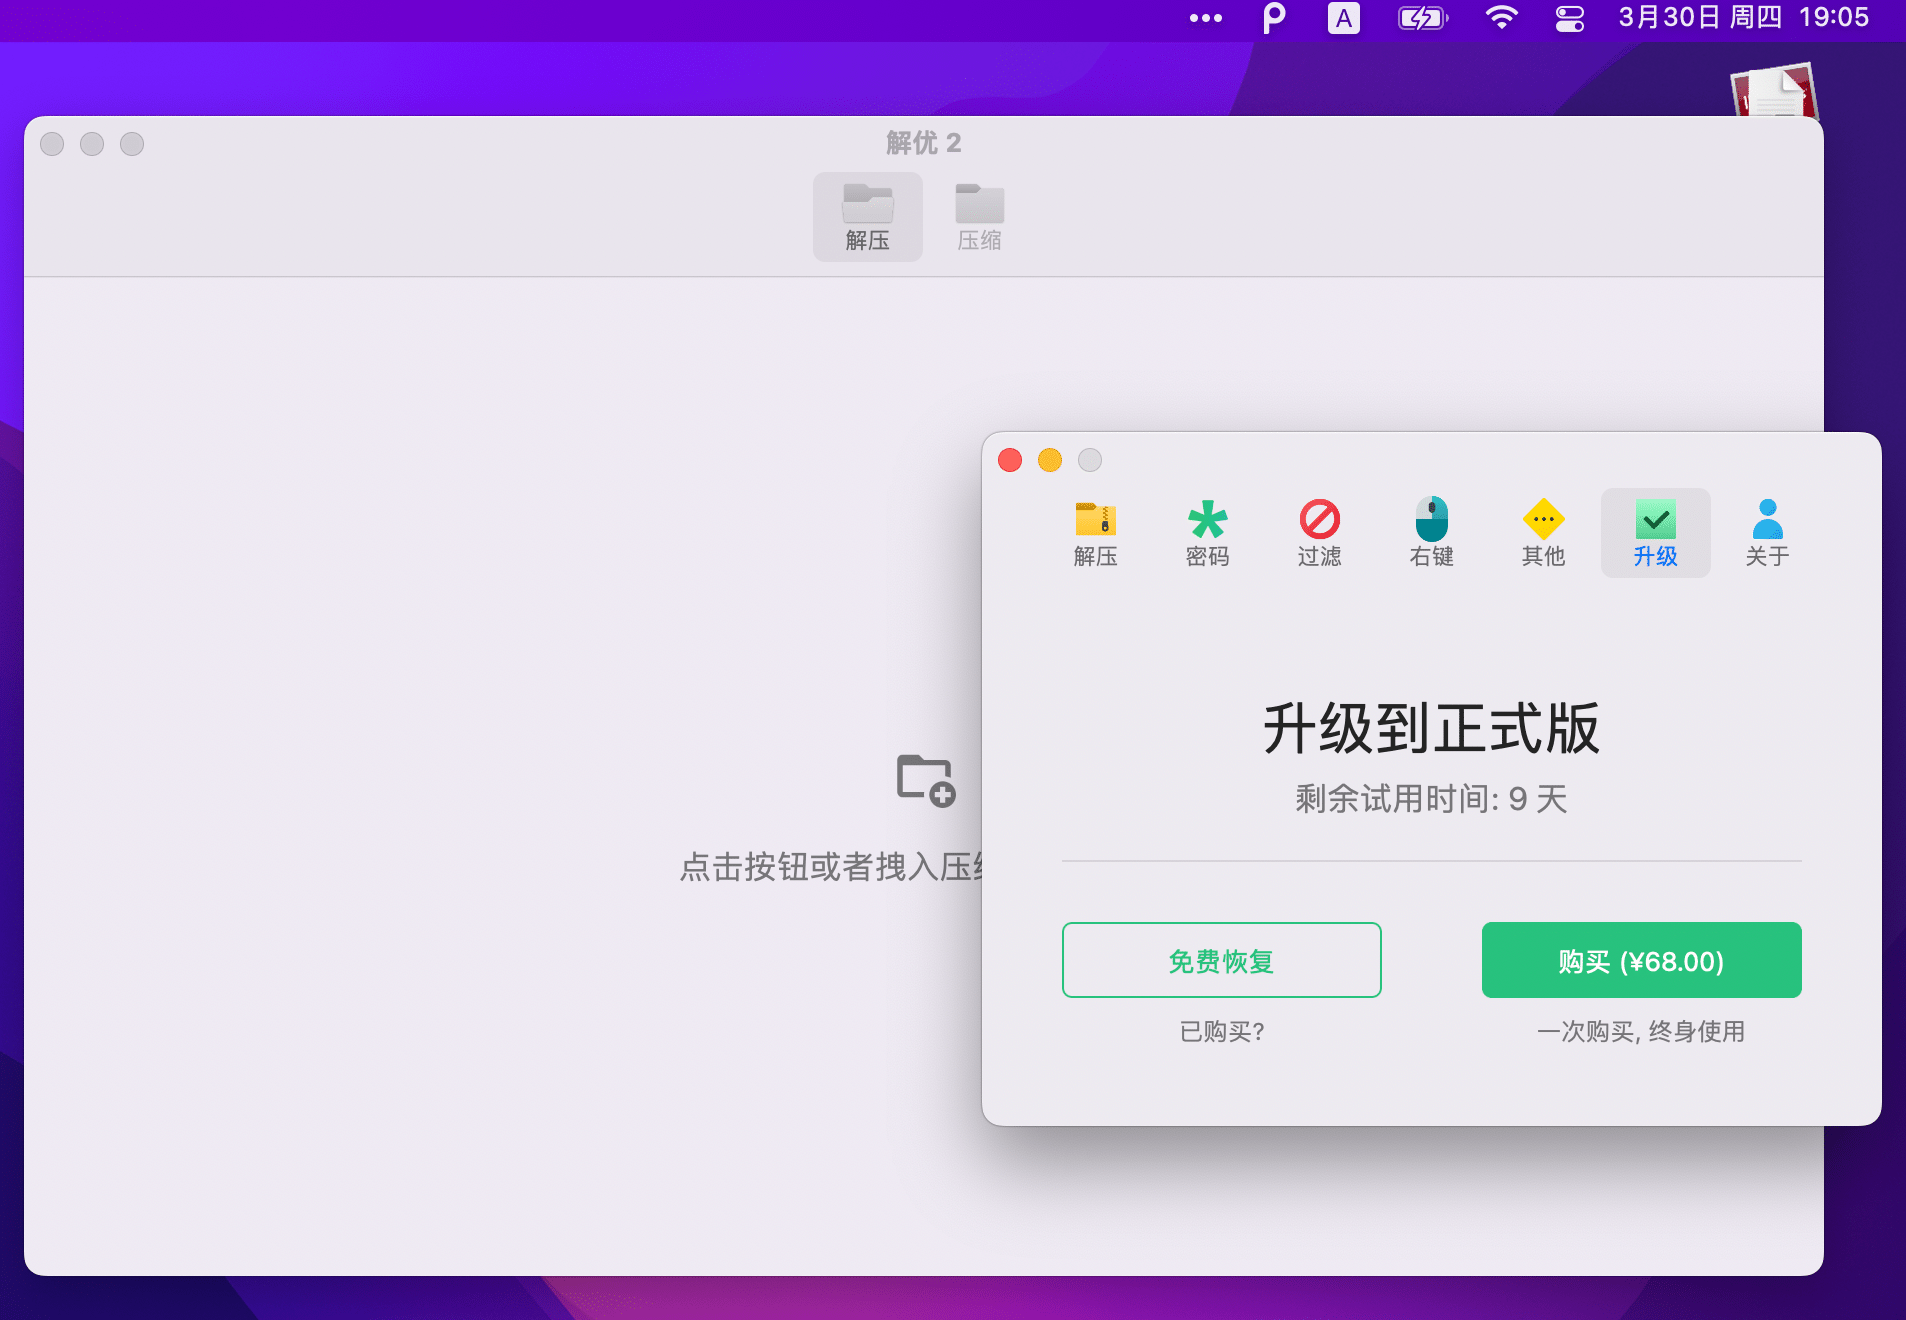 A
3月30日 周四 19:05
解优 2
解压
压缩
点击按钮或者拽入压
解压
密码
过滤
右键
其他
升级
关于
升级到正式版
剩余试用时间: 9 天
免费恢复
购买 (¥68.00)
已购买?
一次购买, 终身使用